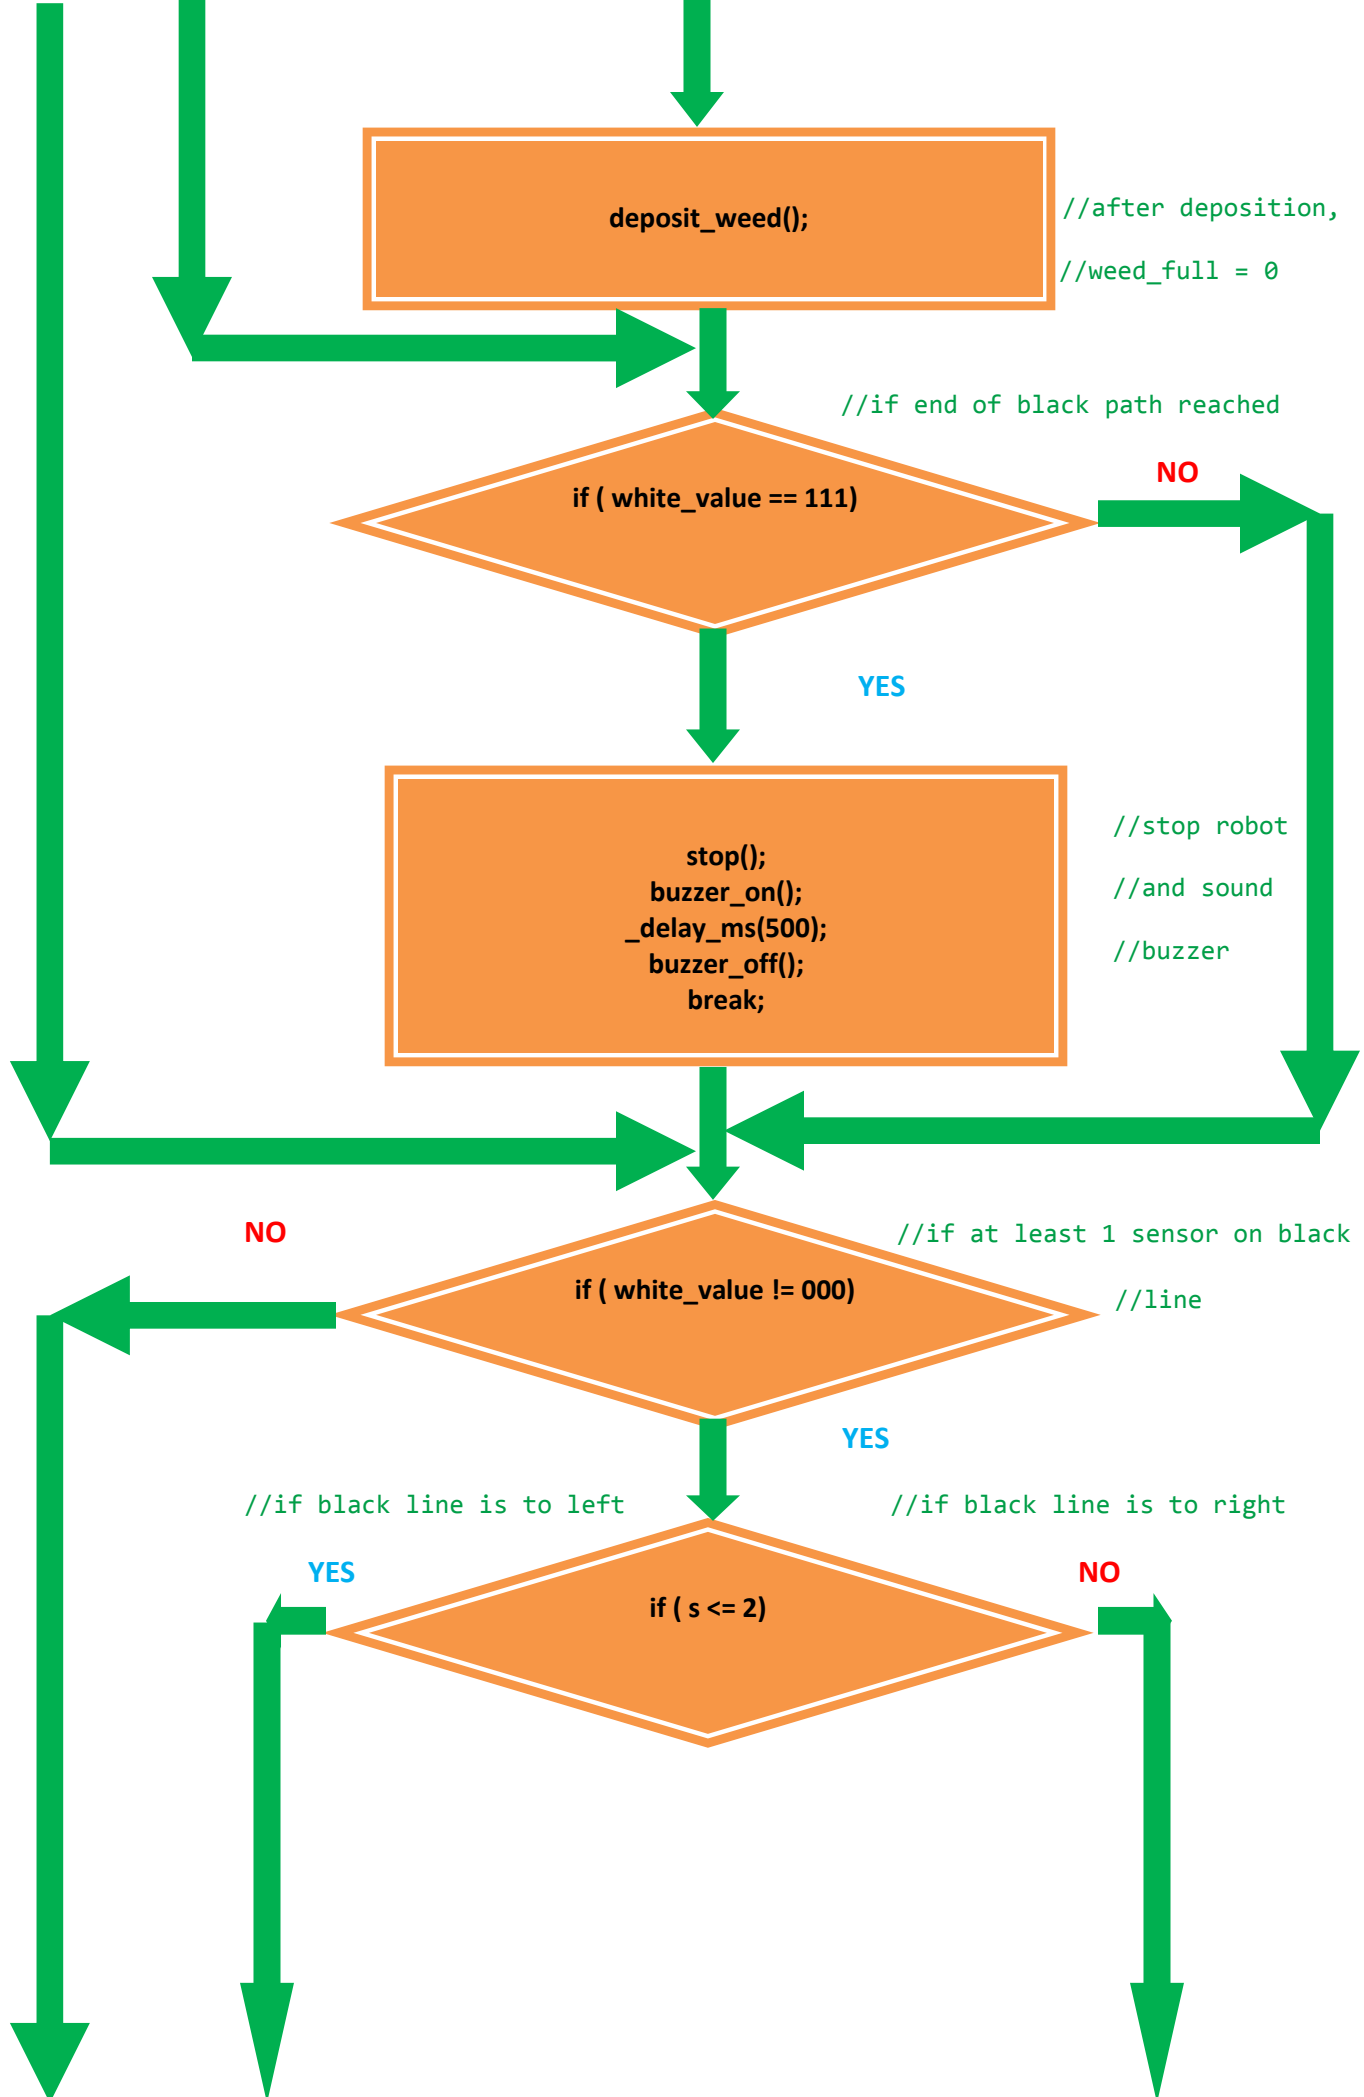 deposit_weed();
//after deposition,
//weed_full = 0
//if end of black path reached
NO
if ( white_value == 111)
YES
stop();
buzzer_on();
_delay_ms(500);
buzzer_off();
break;
//stop robot
//and sound
//buzzer
NO
//if at least 1 sensor on black
//line
if ( white_value != 000)
YES
//if black line is to left
//if black line is to right
YES
NO
if ( s <= 2)